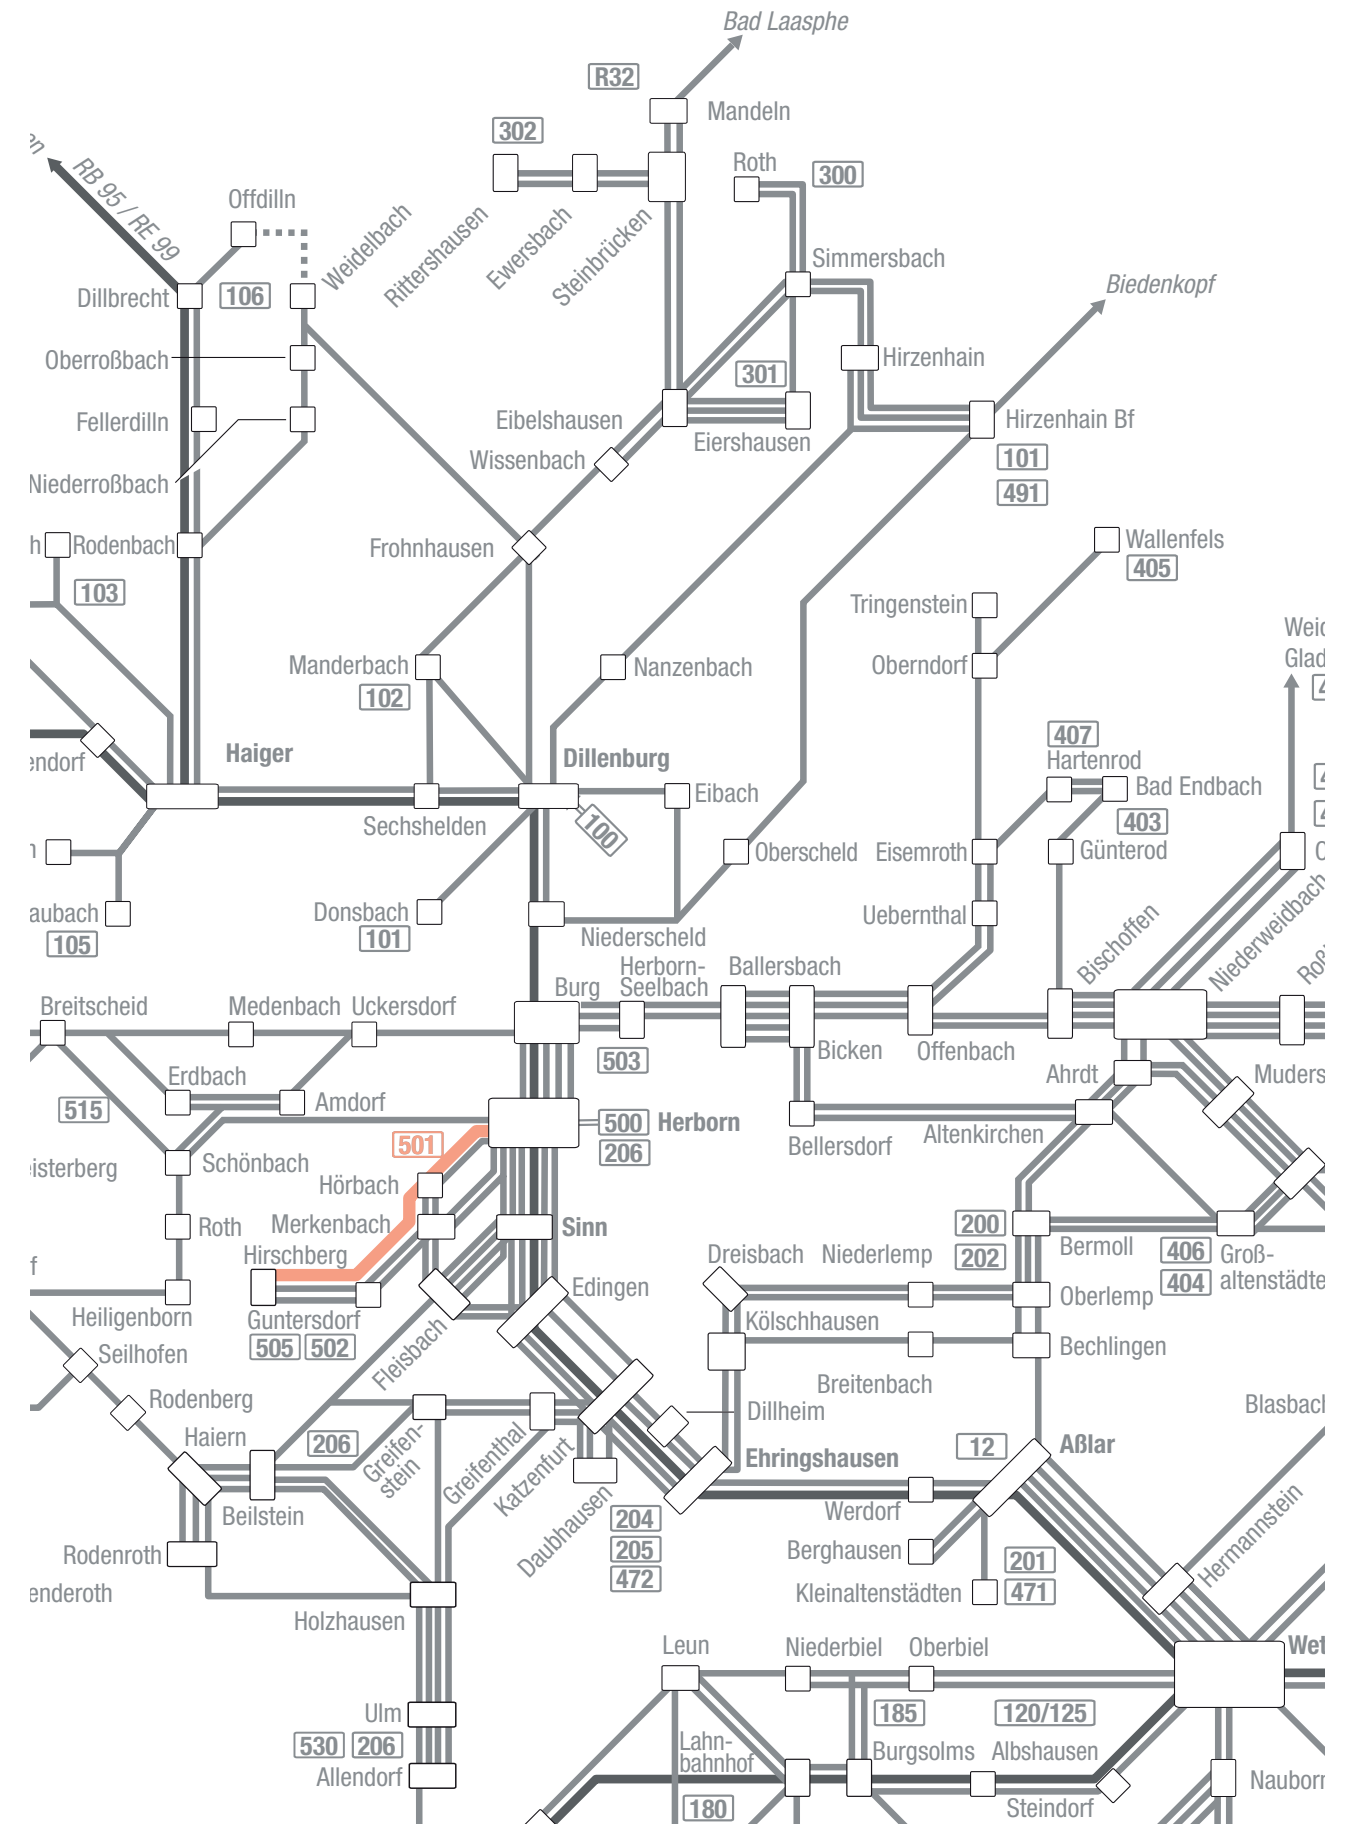 Bad Laasphe
R32
Mandeln
302
Roth
300
RB 95 / RE 99
Offdilln
Weidelbach
Rittershausen
Ewersbach
Steinbrücken
Simmersbach
Biedenkopf
Dillbrecht
106
Oberroßbach
Hirzenhain
301
Fellerdilln
Eibelshausen
Eiershausen
Hirzenhain Bf
Wissenbach
101
491
Niederroßbach
Rodenbach
Frohnhausen
Wallenfels
405
103
Tringenstein
Manderbach
102
Nanzenbach
Oberndorf
Haiger
Dillenburg
407
Hartenrod
Bad Endbach
403
Eibach
100
Sechshelden
Oberscheld
Eisemroth
Günterod
105
Donsbach
101
Niederscheld
Uebernthal
Bischoffen
Niederweidbach
Herborn-
Seelbach
Ballersbach
Burg
Breitscheid
Medenbach
Uckersdorf
503
Bicken
Offenbach
Ahrdt
Erdbach
Amdorf
515
500
Herborn
206
501
Bellersdorf
Altenkirchen
Schönbach
Hörbach
Roth
Merkenbach
Sinn
Hirschberg
200
202
Bermoll
406
404
Groß-
Dreisbach
Niederlemp
Edingen
Oberlemp
Heiligenborn
Guntersdorf
505
502
Kölschhausen
Bechlingen
Fleisbach
Seilhofen
Breitenbach
Rodenberg
Dillheim
Haiern
206
Greifen-
stein
Greifenthal
Katzenfurt
Daubhausen
Ehringshausen
12
Aßlar
Beilstein
Werdorf
Hermannstein
204
205
472
Rodenroth
Berghausen
201
Kleinaltenstädten
471
Holzhausen
Leun
Niederbiel
Oberbiel
Ulm
185
120/125
530
206
Lahn-
bahnhof
Burgsolms
Albshausen
Allendorf
180
Steindorf